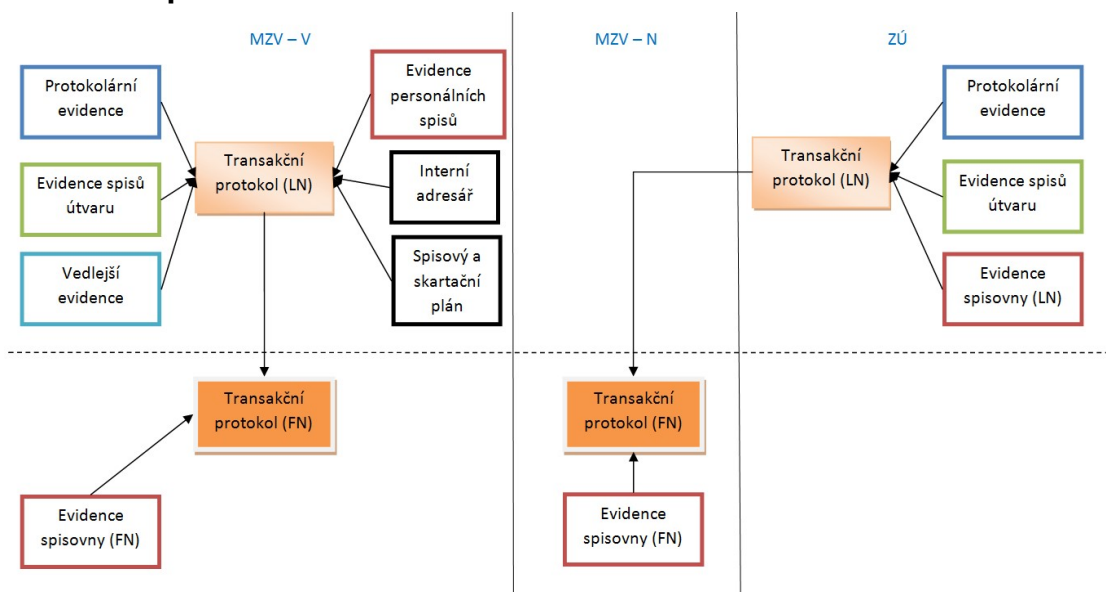 MZV – V
MZV – N
ZÚ
Protokolární
evidence
Evidence
personálních
spisů
Transakční
protokol (LN)
Evidence spisů
útvaru
Interní
adresář
Vedlejší
evidence
Spisový a
skartační
plán
Protokolární
evidence
Transakční
protokol (LN)
Evidence spisů
útvaru
Evidence
spisovny (LN)
Transakční
protokol (FN)
Evidence
spisovny (FN)
Transakční
protokol (FN)
Evidence
spisovny (FN)